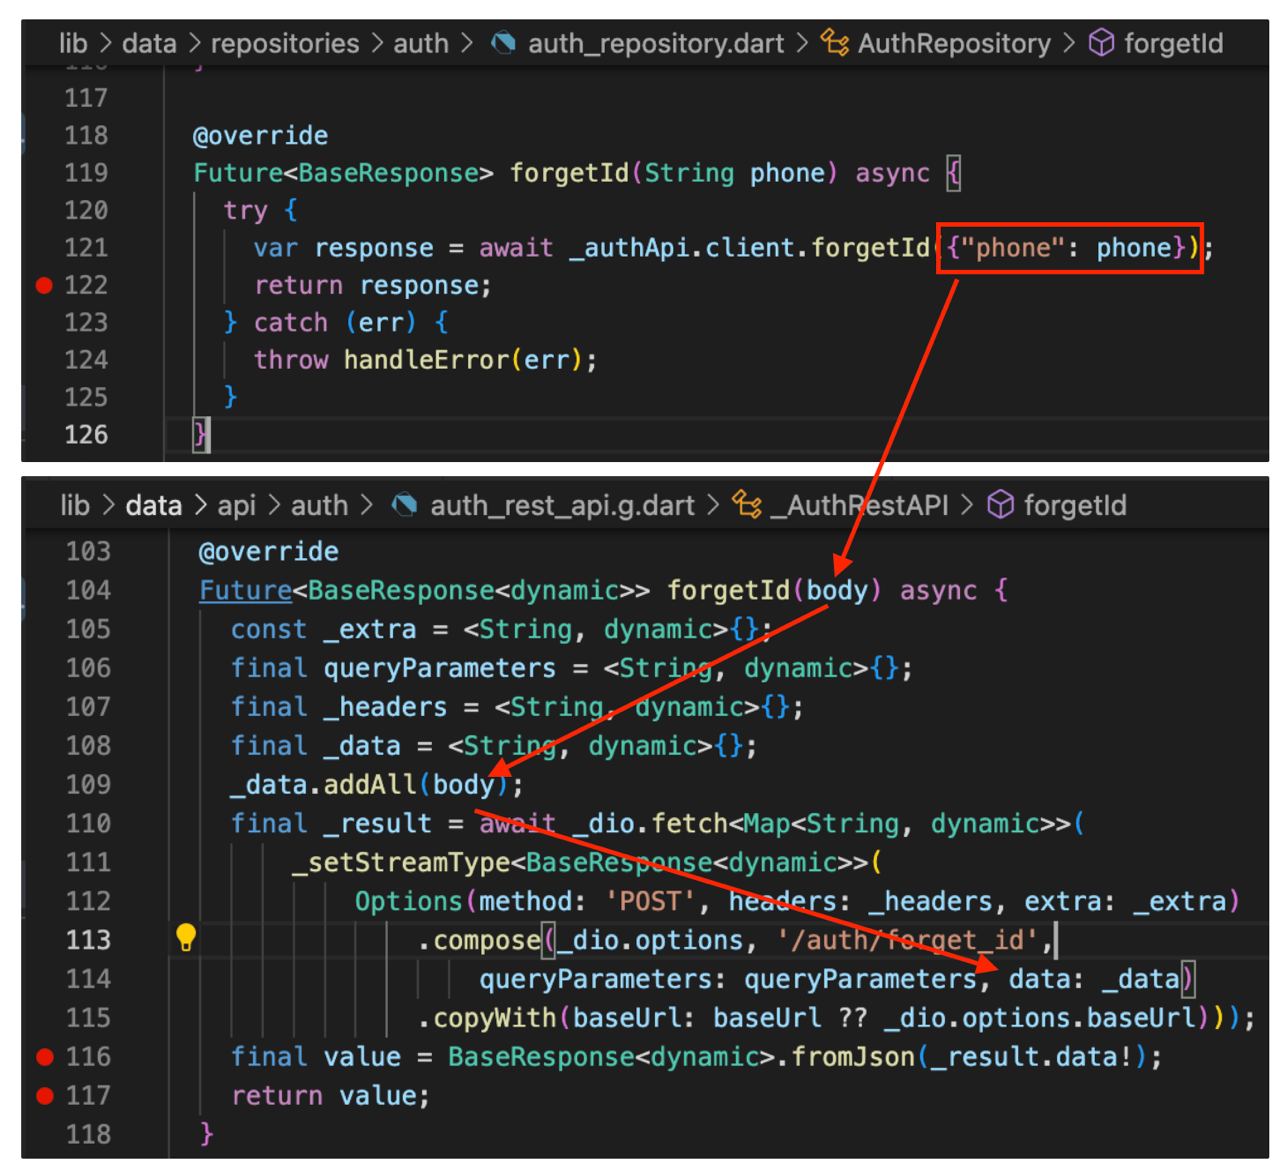 lib > data > repositories > auth > auth_repository.dart > AuthRepository > forgetId
117
118 @override
119 Future<BaseResponse> forgetId(String phone) async {
120 try {
121 var response = await _authApi.client.forgetId({"phone": phone});
122 return response;
123 } catch (err) {
124 throw handleError(err);
125 }
126 }
lib > data > api > auth > auth_rest_api.g.dart > _AuthRestAPI > forgetId
103 @override
104 Future<BaseResponse<dynamic>> forgetId(body) async {
105 const _extra = <String, dynamic>{};
106 final queryParameters = <String, dynamic>{};
107 final _headers = <String, dynamic>{};
108 final _data = <String, dynamic>{};
109 _data.addAll(body);
110 final _result = await _dio.fetch<Map<String, dynamic>>(
111 _setStreamType<BaseResponse<dynamic>>(
112 Options(method: 'POST', headers: _headers, extra: _extra)
113 .compose(_dio.options, '/auth/forget_id',
114 queryParameters: queryParameters, data: _data)
115 .copyWith(baseUrl: baseUrl ?? _dio.options.baseUrl)));
116 final value = BaseResponse<dynamic>.fromJson(_result.data!);
117 return value;
118 }